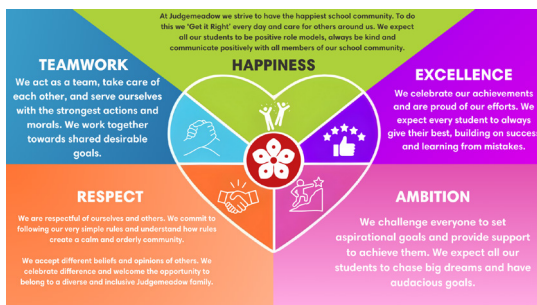 At Judgemeadow we strive to have the happiest school community. To do
this we 'Get it Right' every day and care for others around us. We expect
all our students to be positive role models, always be kind and
communicate positively with all members of our school community.
HAPPINESS
TEAMWORK
We act as a team, take care of
each other, and serve ourselves
with the strongest actions and
morals. We work together
towards shared desirable
goals.
EXCELLENCE
We celebrate our achievements
and are proud of our efforts. We
expect every student to always
give their best, building on success
and learning from mistakes.
RESPECT
We are respectful of ourselves and others. We commit to
following our very simple rules and understand how rules
create a calm and orderly community.
We accept different beliefs and opinions of others. We
celebrate difference and welcome the opportunity to
belong to a diverse and inclusive Judgemeadow family.
AMBITION
We challenge everyone to set
aspirational goals and provide support
to achieve them. We expect all our
students to chase big dreams and have
audacious goals.